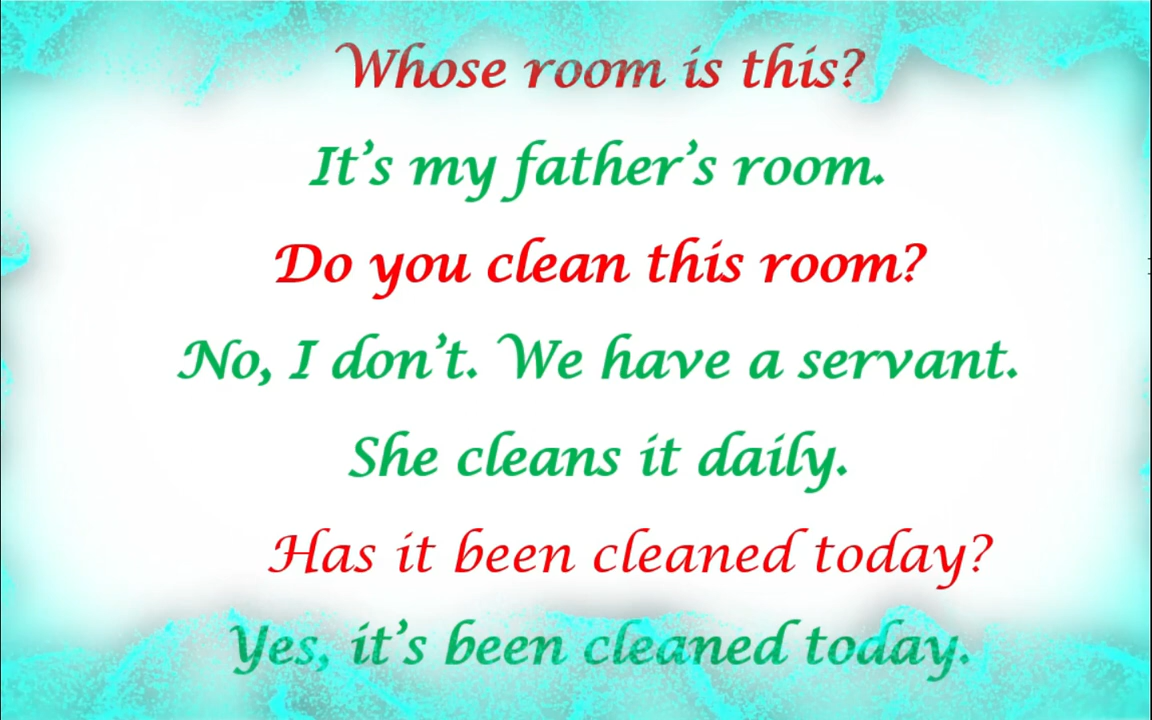 Whose room is this?
It's my father's room.
Do you clean this room?
No, I don't. We have a servant.
She cleans it daily.
Has it been cleaned today?
Yes, it's been cleaned today.